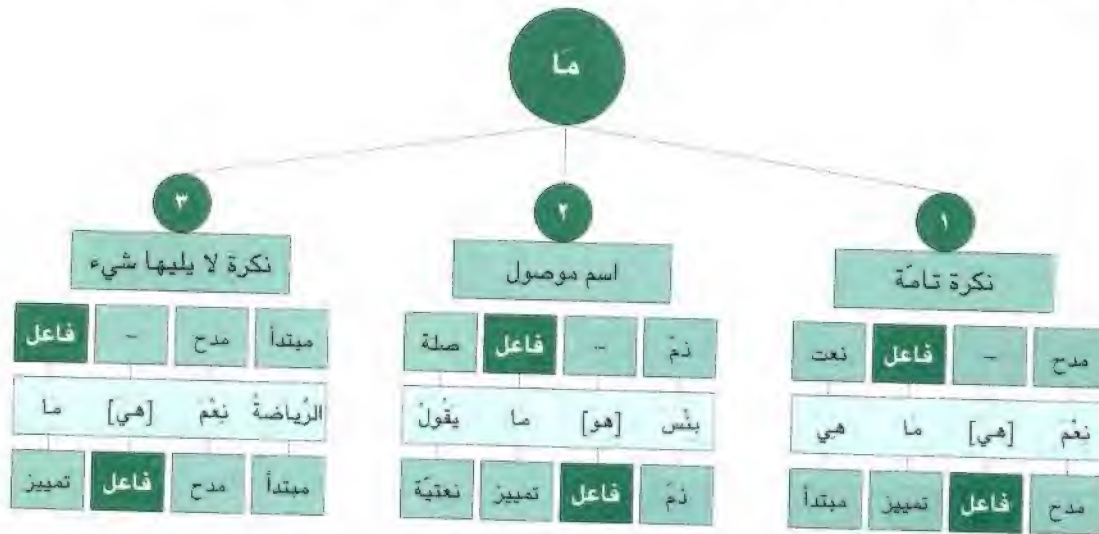 مَا
١ ٢ ٣
نكرة تامّة اسم موصول نكرة لا يليها شيء
مدح – فاعل نعت ذمّ – فاعل صلة مبتدأ مدح – فاعل
نِعْمَ [هي] ما هي بِئْس [هو] ما يقُولُ الرِّياضةُ نِعْمَ [هي] ما
مدح فاعل تمييز مبتدأ ذمّ فاعل تمييز نعتيّة مبتدأ مدح فاعل تمييز